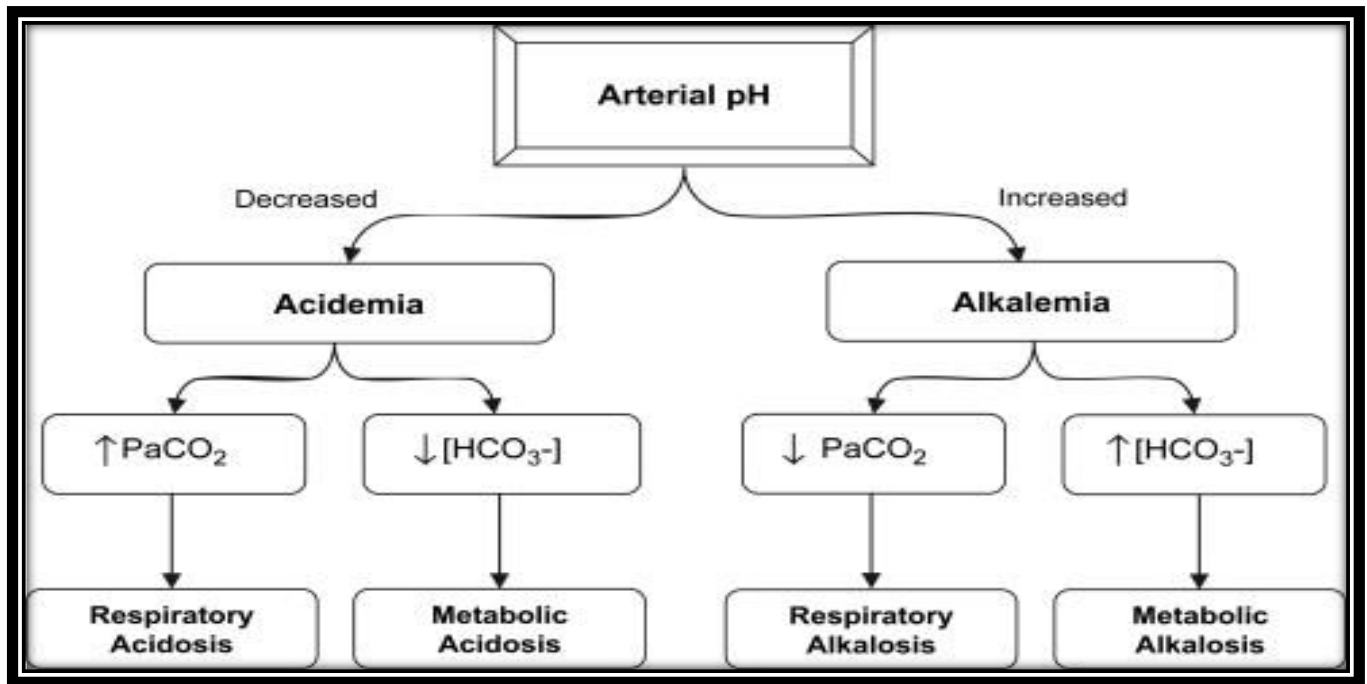 Arterial pH
Decreased
Increased
Acidemia
Alkalemia
↑PaCO₂
↓[HCO₃-]
↓ PaCO₂
↑[HCO₃-]
Respiratory
Acidosis
Metabolic
Acidosis
Respiratory
Alkalosis
Metabolic
Alkalosis